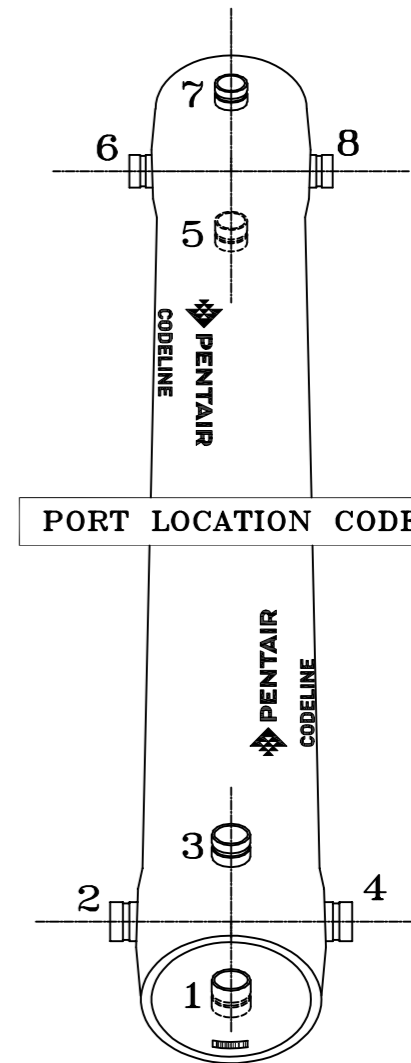 7
6
8
5
CODELINE
PENTAIR
PORT LOCATION CODE
PENTAIR
CODELINE
3
2
4
1